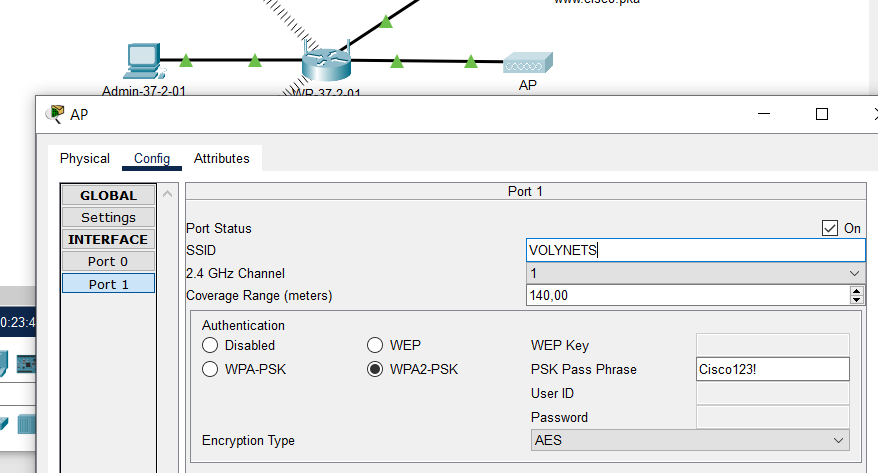 www.cisco.pka
Admin-37-2-01
WR-37-2-01
AP
AP
Physical Config Attributes
GLOBAL
Settings
INTERFACE
Port 0
Port 1
Port 1
Port Status On
SSID VOLYNETS
2.4 GHz Channel 1
Coverage Range (meters) 140,00
Authentication
Disabled WEP WEP Key
WPA-PSK WPA2-PSK PSK Pass Phrase Cisco123!
User ID
Password
Encryption Type AES
0:23:4